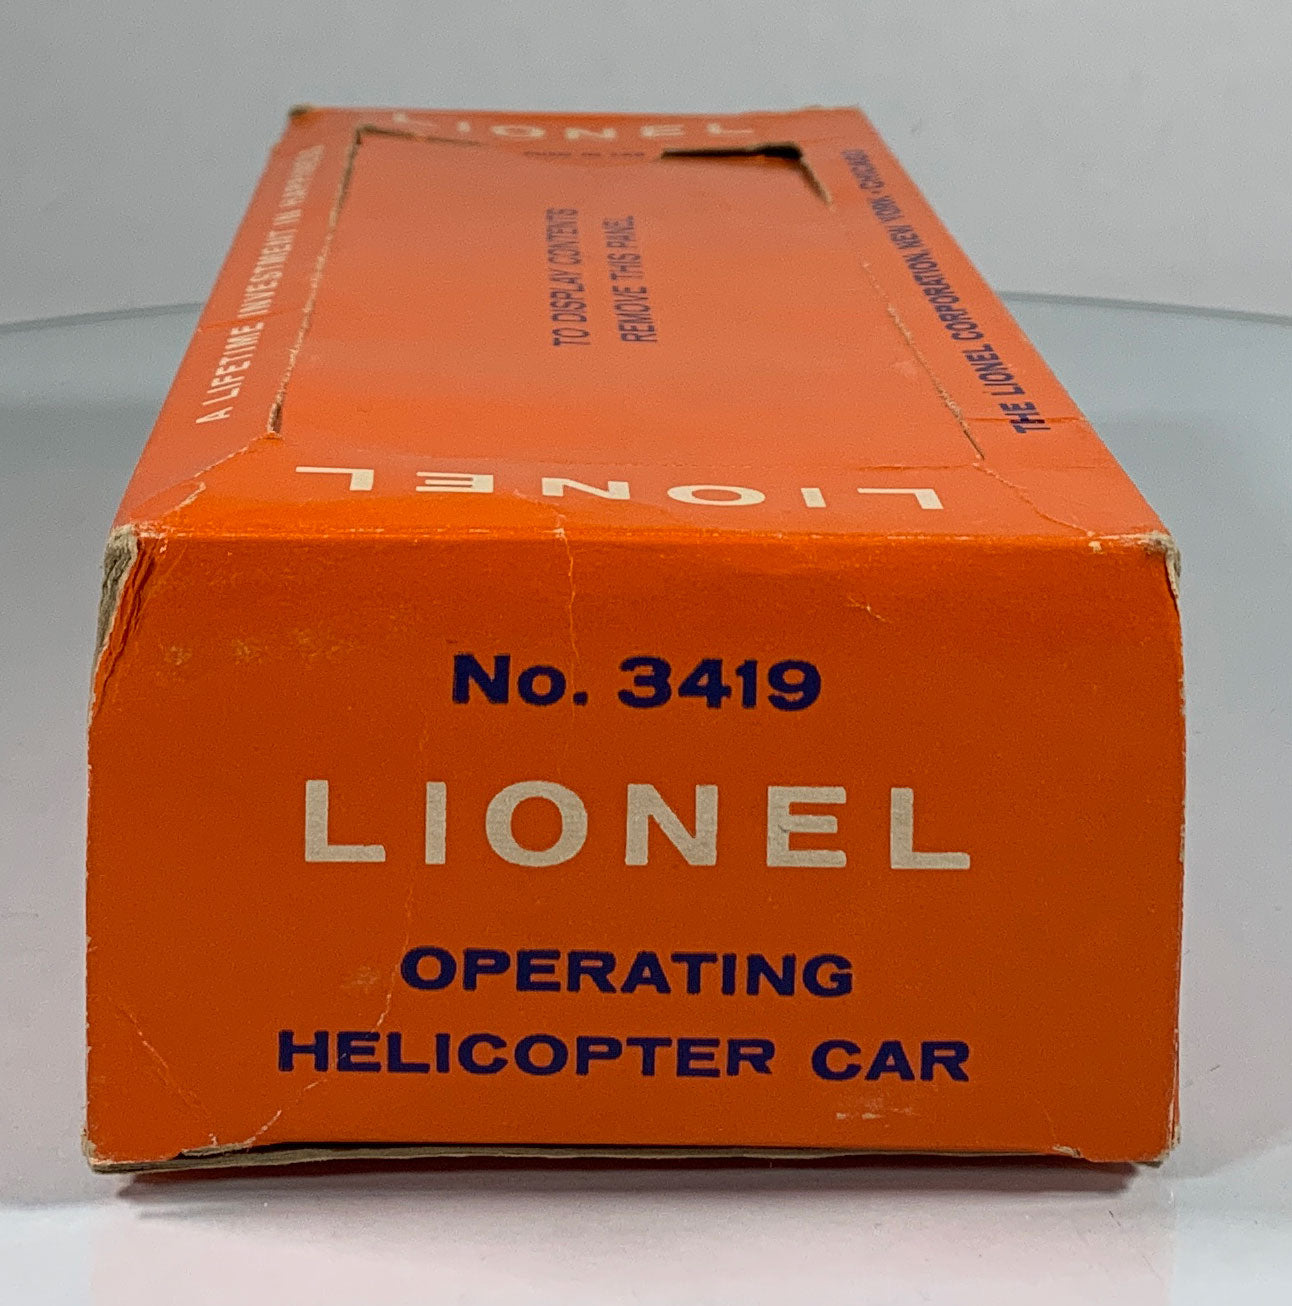 LIONEL
A LIFETIME INVESTMENT IN HAPPINESS
TO DISPLAY CONTENTS
REMOVE THIS PANEL
THE LIONEL CORPORATION NEW YORK • CHICAGO
LIONEL
No. 3419
LIONEL
OPERATING
HELICOPTER CAR